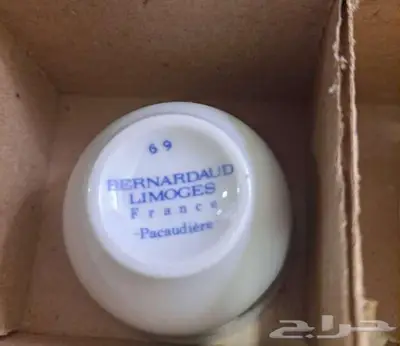 69
BERNARDAUD
LIMOGES
France
-Pacaudière
حراج